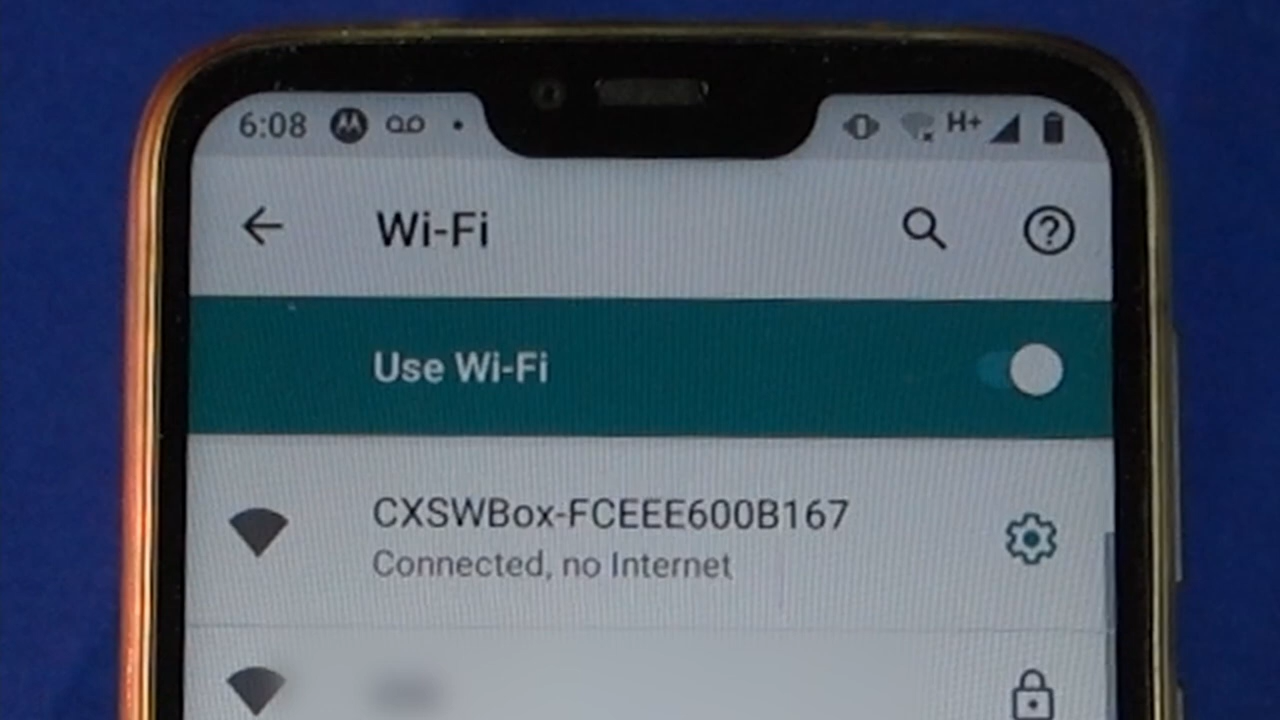 6:08
H+
Wi-Fi
Use Wi-Fi
CXSWBox-FCEEE600B167
Connected, no Internet